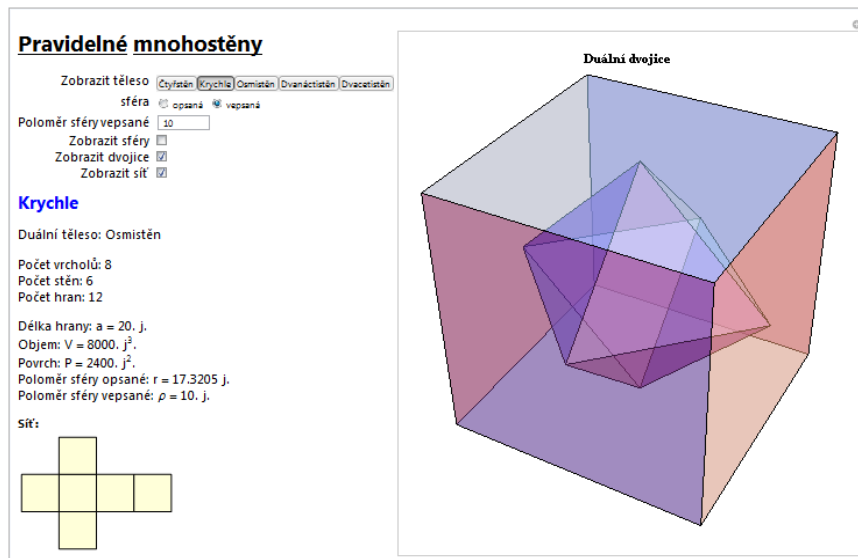 Pravidelné mnohostěny
Zobrazit těleso Čtyřstěn Krychle Osmistěn Dvanáctistěn Dvacetistěn
sféra opsaná vepsaná
Poloměr sféry vepsané 10
Zobrazit sféry
Zobrazit dvojice
Zobrazit síť
Krychle
Duální těleso: Osmistěn
Počet vrcholů: 8
Počet stěn: 6
Počet hran: 12
Délka hrany: a = 20. j.
Objem: V = 8000. j³.
Povrch: P = 2400. j².
Poloměr sféry opsané: r = 17.3205 j.
Poloměr sféry vepsané: ρ = 10. j.
Síť:
Duální dvojice